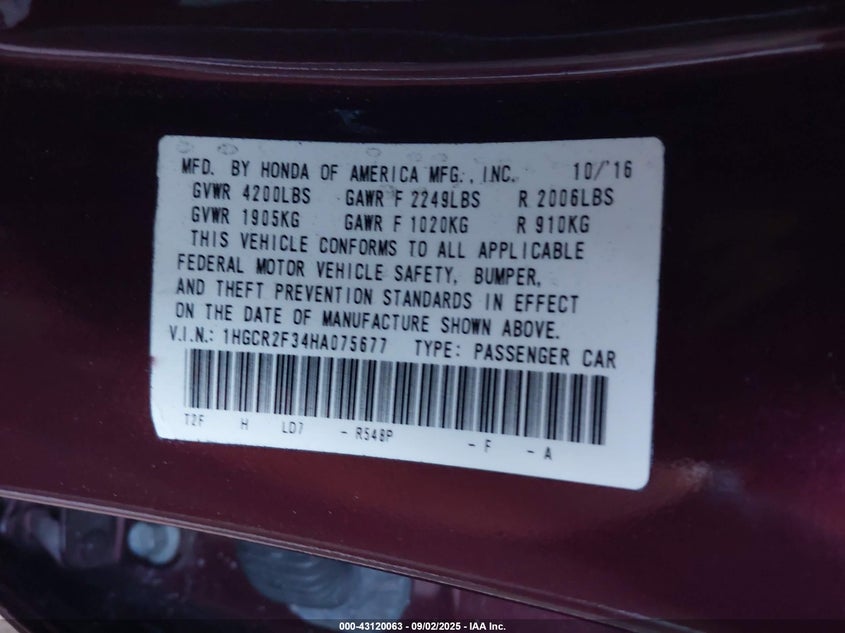 MFD. BY HONDA OF AMERICA MFG., INC. 10/'16
GVWR 4200LBS GAWR F 2249LBS R 2006LBS
GVWR 1905KG GAWR F 1020KG R 910KG
THIS VEHICLE CONFORMS TO ALL APPLICABLE
FEDERAL MOTOR VEHICLE SAFETY, BUMPER,
AND THEFT PREVENTION STANDARDS IN EFFECT
ON THE DATE OF MANUFACTURE SHOWN ABOVE.
V.I.N.: 1HGCR2F34HA075677 TYPE: PASSENGER CAR
T2F H LD7 - R548P - F - A
000-43120063 - 09/02/2025 - IAA Inc.